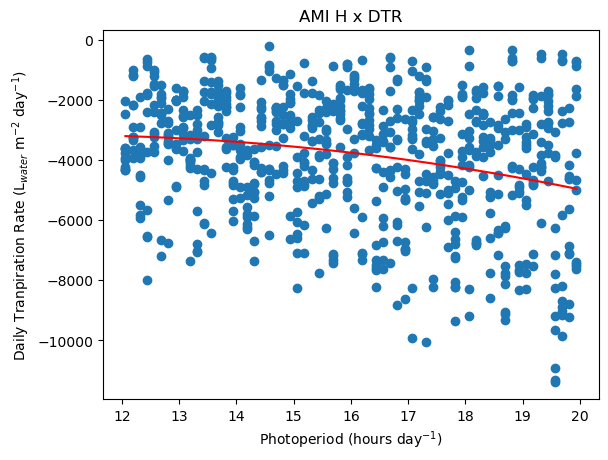 AMI H x DTR
Daily Tranpiration Rate (L_water m⁻² day⁻¹)
0
−2000
−4000
−6000
−8000
−10000
12 13 14 15 16 17 18 19 20
Photoperiod (hours day⁻¹)